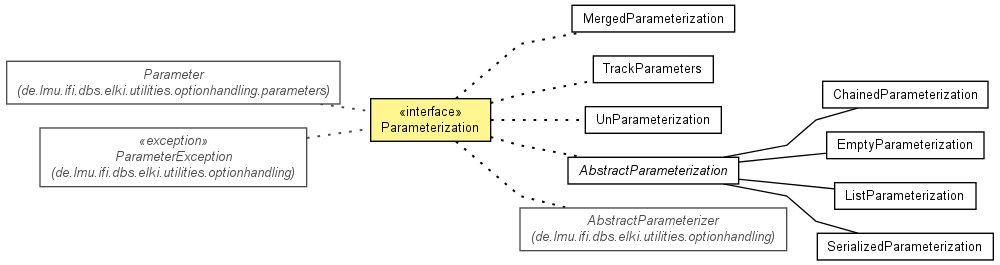 Parameter
(de.lmu.ifi.dbs.elki.utilities.optionhandling.parameters)
«exception»
ParameterException
(de.lmu.ifi.dbs.elki.utilities.optionhandling)
«interface»
Parameterization
MergedParameterization
TrackParameters
UnParameterization
AbstractParameterization
AbstractParameterizer
(de.lmu.ifi.dbs.elki.utilities.optionhandling)
ChainedParameterization
EmptyParameterization
ListParameterization
SerializedParameterization